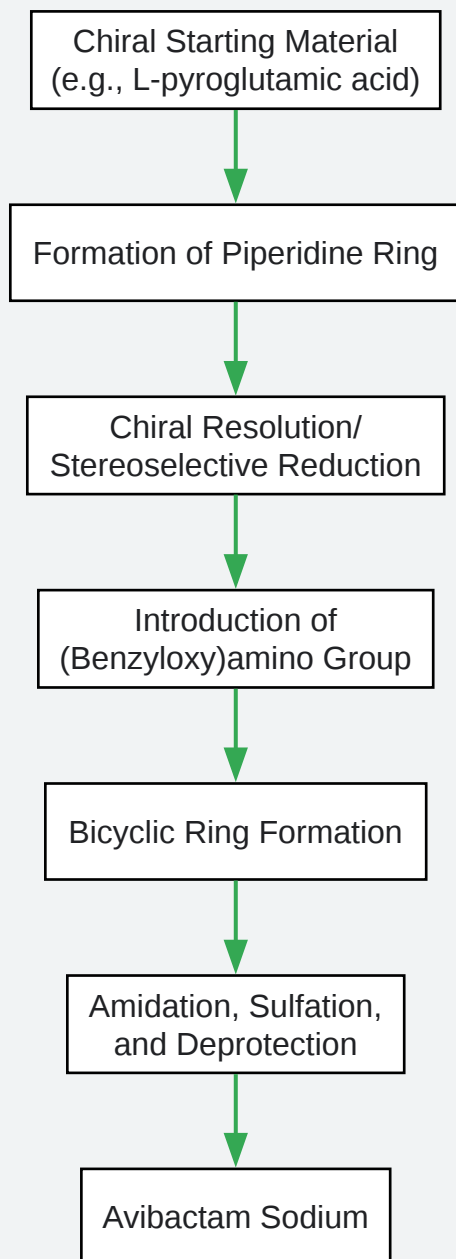 Chiral Starting Material
(e.g., L-pyroglutamic acid)
Formation of Piperidine Ring
Chiral Resolution/
Stereoselective Reduction
Introduction of
(Benzyloxy)amino Group
Bicyclic Ring Formation
Amidation, Sulfation,
and Deprotection
Avibactam Sodium